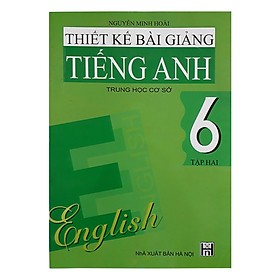 NGUYỄN MINH HOÀI
THIẾT KẾ BÀI GIẢNG
TIẾNG ANH
TRUNG HỌC CƠ SỞ
6
TẬP HAI
English
NHÀ XUẤT BẢN HÀ NỘI